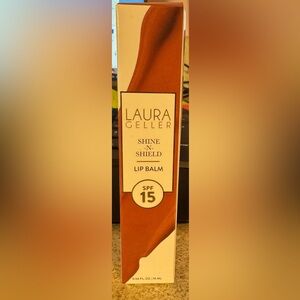 LAURA
GELLER
SHINE
-N-
SHIELD
LIP BALM
SPF
15